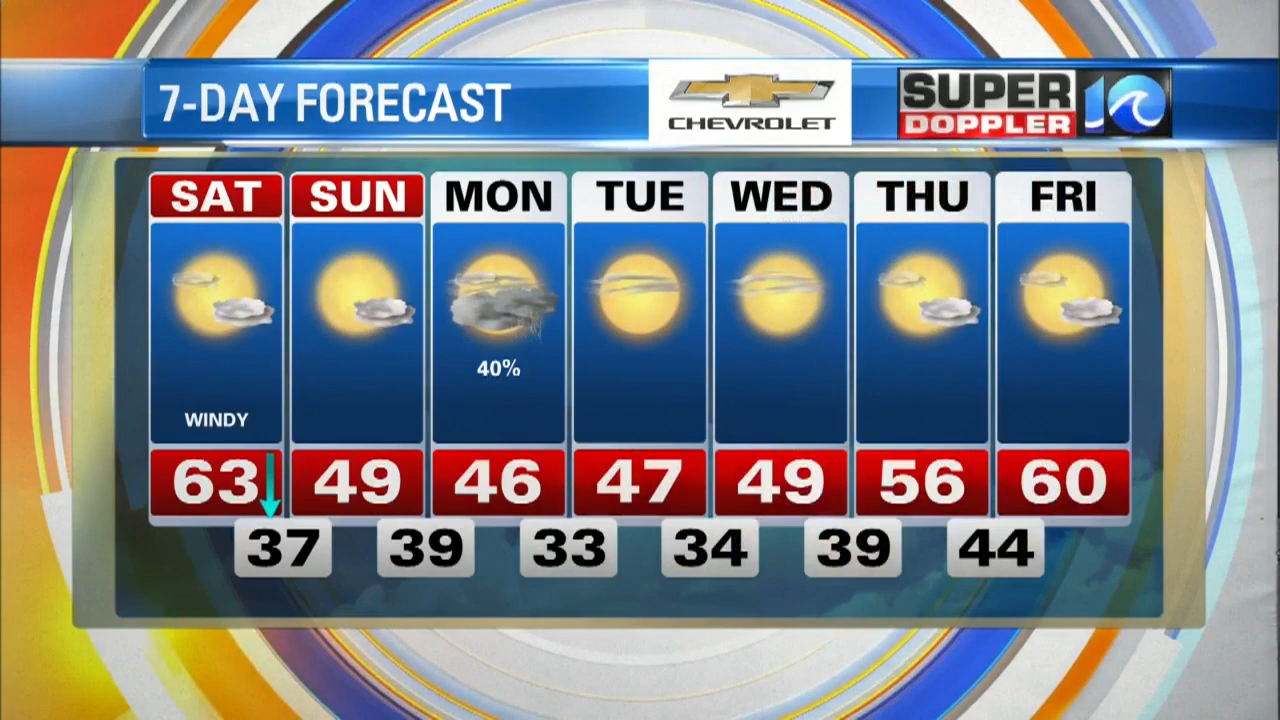 7-DAY FORECAST
CHEVROLET
SUPER
DOPPLER 10
SAT SUN MON TUE WED THU FRI
40%
WINDY
63 49 46 47 49 56 60
37 39 33 34 39 44